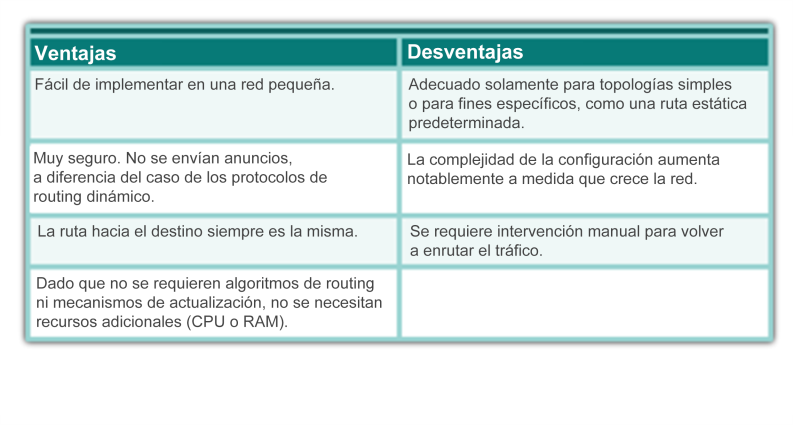 Ventajas
Desventajas
Fácil de implementar en una red pequeña.
Adecuado solamente para topologías simples
o para fines específicos, como una ruta estática
predeterminada.
Muy seguro. No se envían anuncios,
a diferencia del caso de los protocolos de
routing dinámico.
La complejidad de la configuración aumenta
notablemente a medida que crece la red.
La ruta hacia el destino siempre es la misma.
Se requiere intervención manual para volver
a enrutar el tráfico.
Dado que no se requieren algoritmos de routing
ni mecanismos de actualización, no se necesitan
recursos adicionales (CPU o RAM).